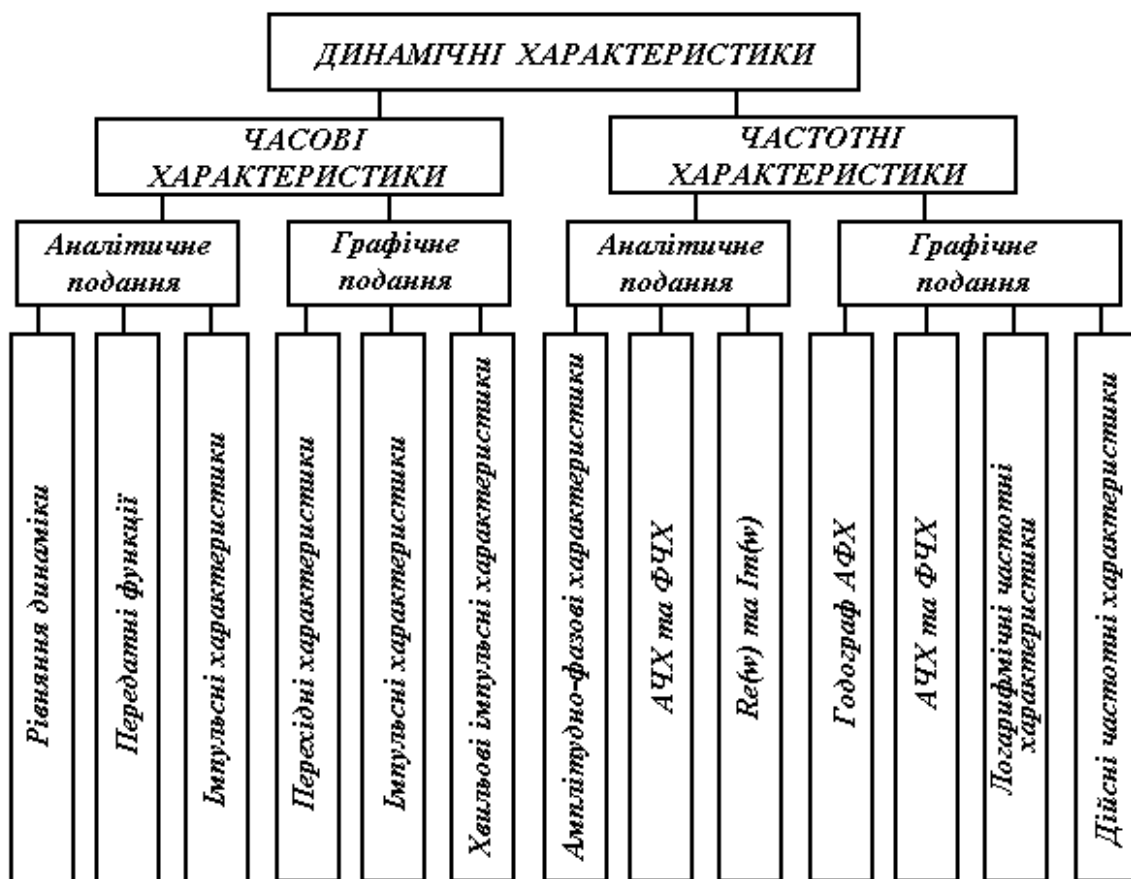 ДИНАМІЧНІ ХАРАКТЕРИСТИКИ
ЧАСОВІ
ХАРАКТЕРИСТИКИ
ЧАСТОТНІ
ХАРАКТЕРИСТИКИ
Аналітичне
подання
Графічне
подання
Аналітичне
подання
Графічне
подання
Рівняння динаміки
Передатні функції
Імпульсні характеристики
Перехідні характеристики
Імпульсні характеристики
Хвильові імпульсні характеристики
Амплітудно-фазові характеристики
АЧХ та ФЧХ
Re(w) та Im(w)
Годограф АФХ
АЧХ та ФЧХ
Логарифмічні частотні
характеристики
Дійсні частотні характеристики